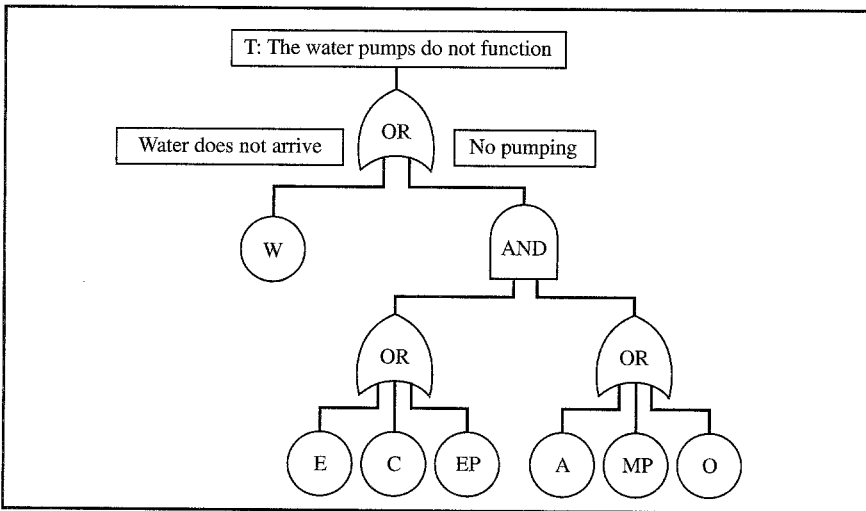 T: The water pumps do not function
OR
Water does not arrive
No pumping
W
AND
OR
OR
E
C
EP
A
MP
O